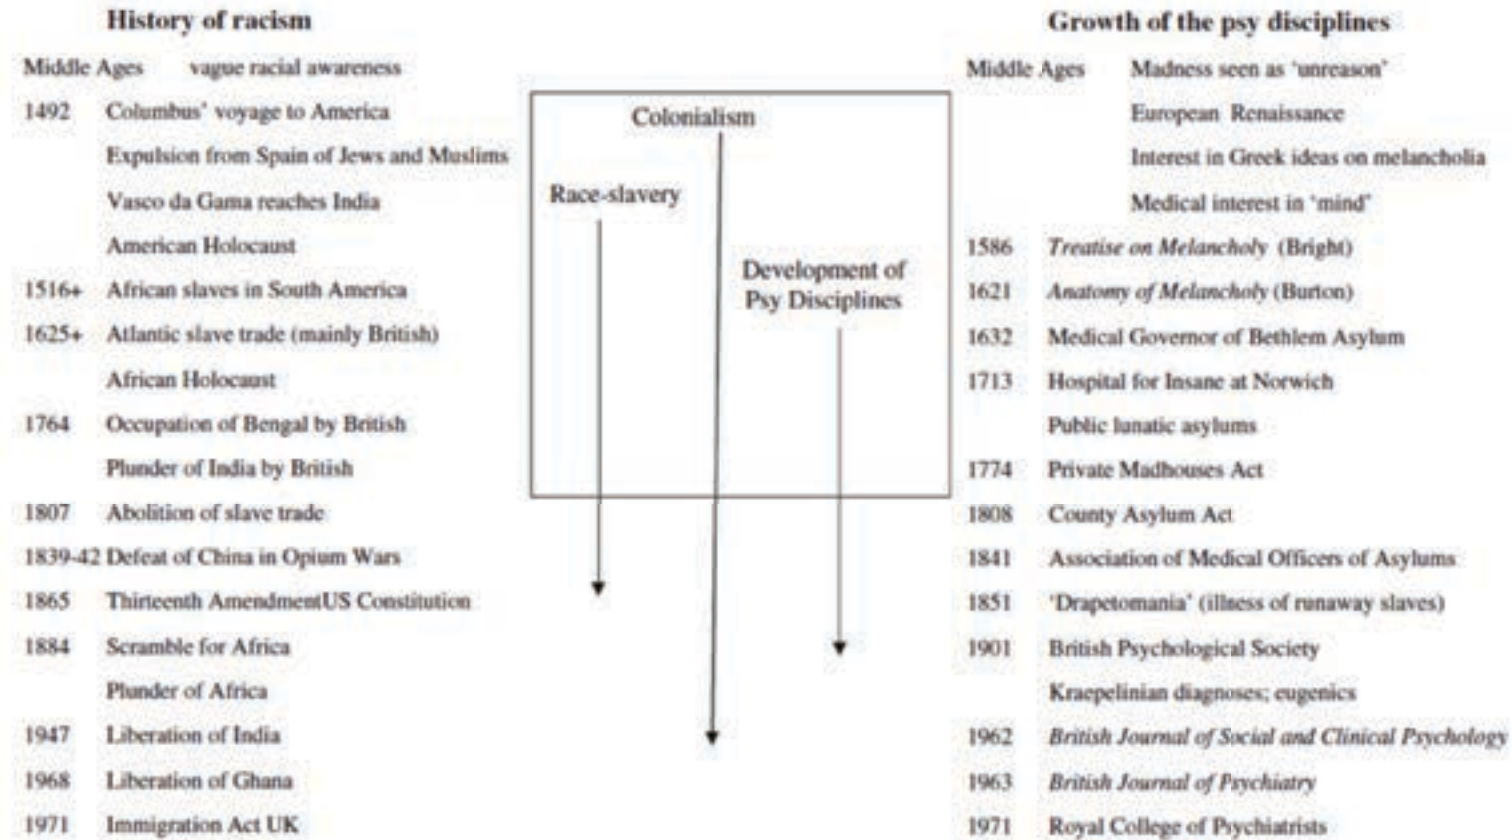 History of racism
Middle Ages vague racial awareness
1492 Columbus' voyage to America
Expulsion from Spain of Jews and Muslims
Vasco da Gama reaches India
American Holocaust
1516+ African slaves in South America
1625+ Atlantic slave trade (mainly British)
African Holocaust
1764 Occupation of Bengal by British
Plunder of India by British
1807 Abolition of slave trade
1839-42 Defeat of China in Opium Wars
1865 Thirteenth AmendmentUS Constitution
1884 Scramble for Africa
Plunder of Africa
1947 Liberation of India
1968 Liberation of Ghana
1971 Immigration Act UK
Colonialism
Race-slavery
Development of
Psy Disciplines
Growth of the psy disciplines
Middle Ages Madness seen as 'unreason'
European Renaissance
Interest in Greek ideas on melancholia
Medical interest in 'mind'
1586 Treatise on Melancholy (Bright)
1621 Anatomy of Melancholy (Burton)
1632 Medical Governor of Bethlem Asylum
1713 Hospital for Insane at Norwich
Public lunatic asylums
1774 Private Madhouses Act
1808 County Asylum Act
1841 Association of Medical Officers of Asylums
1851 'Drapetomania' (illness of runaway slaves)
1901 British Psychological Society
Kraepelinian diagnoses; eugenics
1962 British Journal of Social and Clinical Psychology
1963 British Journal of Psychiatry
1971 Royal College of Psychiatrists